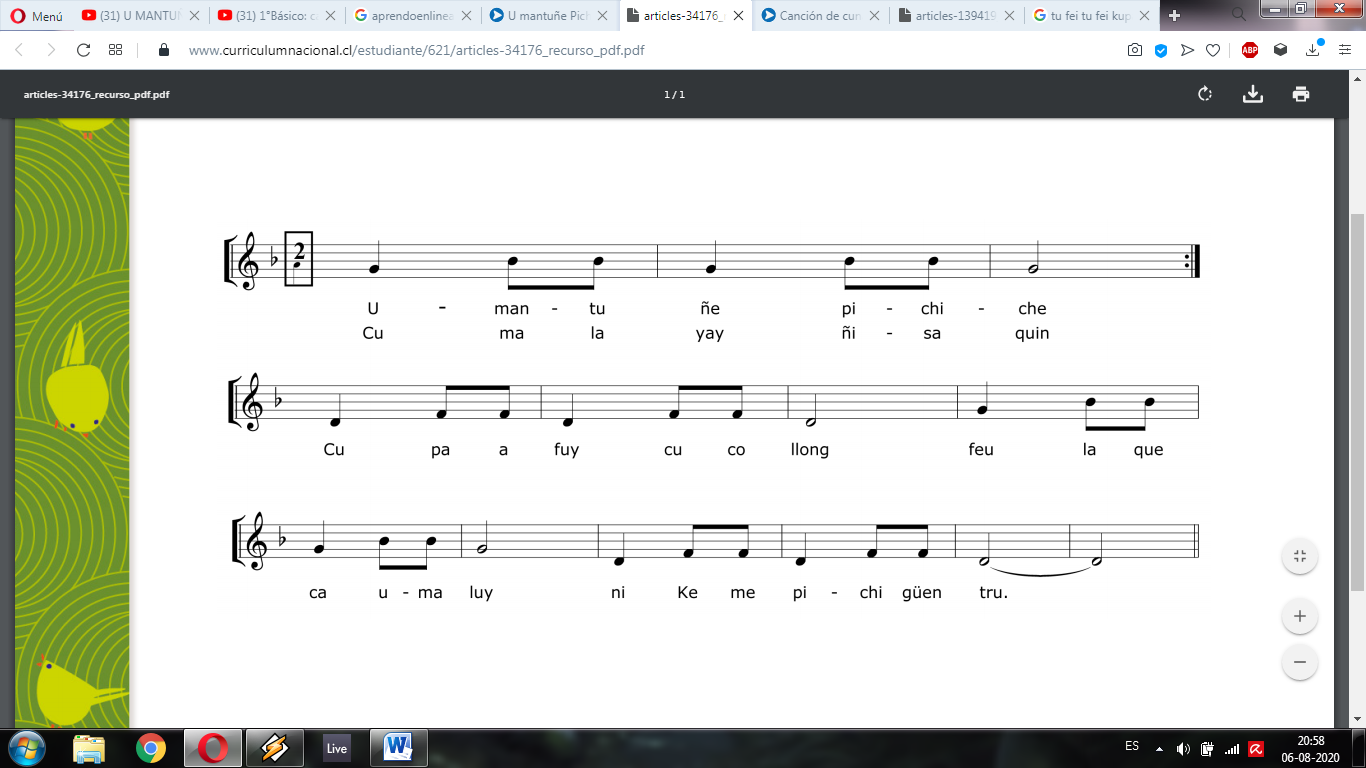 Menú
(31) U MANTUÑ
(31) 1°Básico: c
aprendoenlinea
U mantuñe Pich
articles-34176_r
Canción de cun
articles-139419
tu fei tu fei kup
www.curriculumnacional.cl/estudiante/621/articles-34176_recurso_pdf.pdf
ABP
articles-34176_recurso_pdf.pdf
1 / 1
2
U - man - tu ñe pi - chi - che
Cu ma la yay ñi - sa quin
Cu pa a fuy cu co llong feu la que
ca u - ma luy ni Ke me pi - chi güen tru.
Live
ES
20:58
06-08-2020